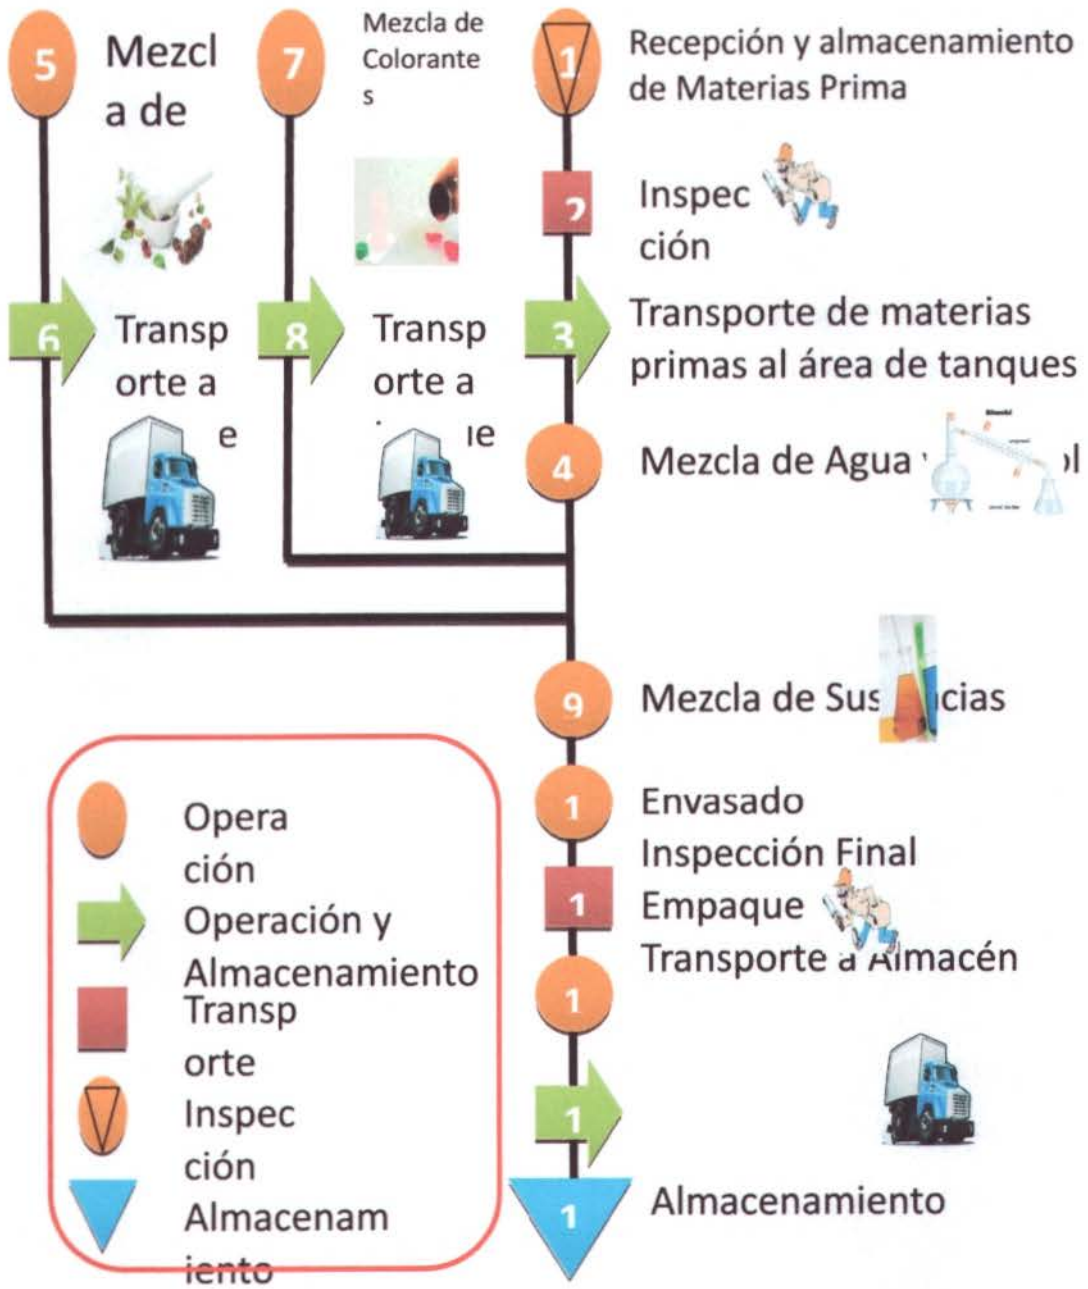 5
Mezcl
a de
7
Mezcla de
Colorante
s
1
Recepción y almacenamiento
de Materias Prima
2
Inspec
ción
6
Transp
orte a
e
8
Transp
orte a
ie
3
Transporte de materias
primas al área de tanques
4
Mezcla de Agua
ol
9
Mezcla de Sus cias
1
Envasado
Inspección Final
1
Empaque
Transporte a Almacén
1
1
1
Almacenamiento
Opera
ción
Operación y
Almacenamiento
Transp
orte
Inspec
ción
Almacenam
iento